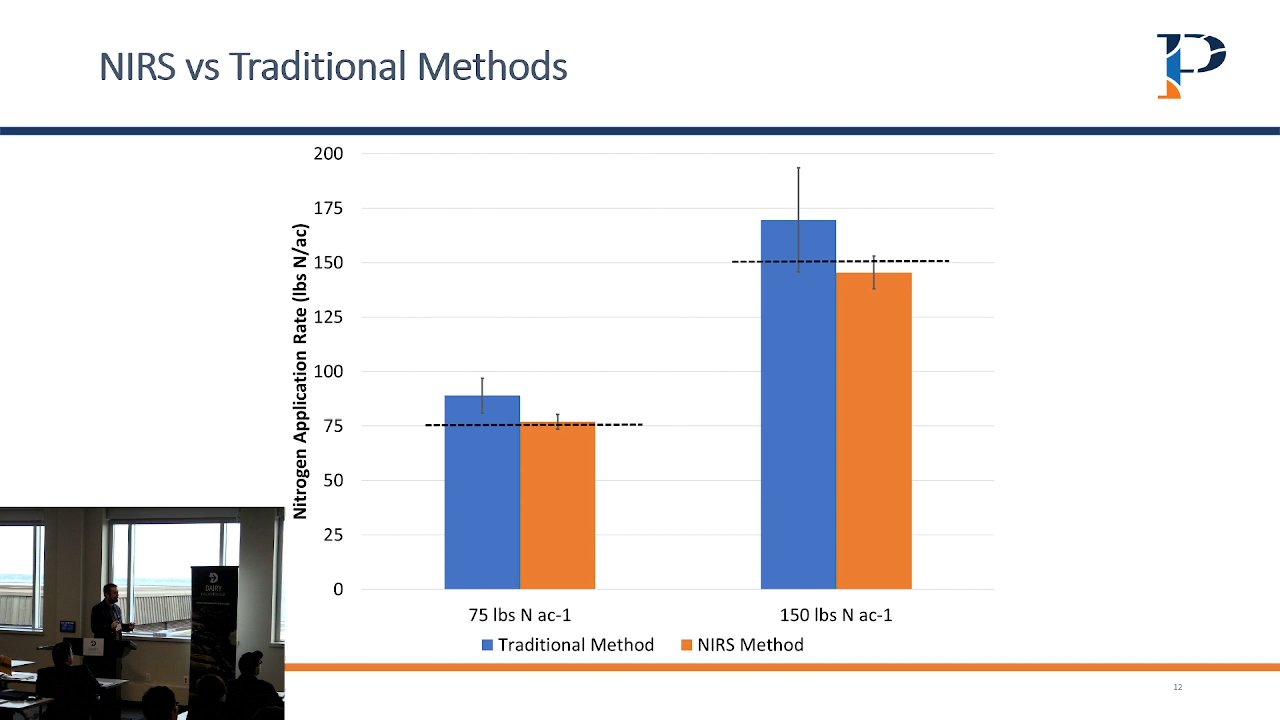 NIRS vs Traditional Methods
P
200
175
150
125
100
75
50
25
0
Nitrogen Application Rate (lbs N/ac)
75 lbs N ac-1
150 lbs N ac-1
Traditional Method
NIRS Method
DAIRY
12